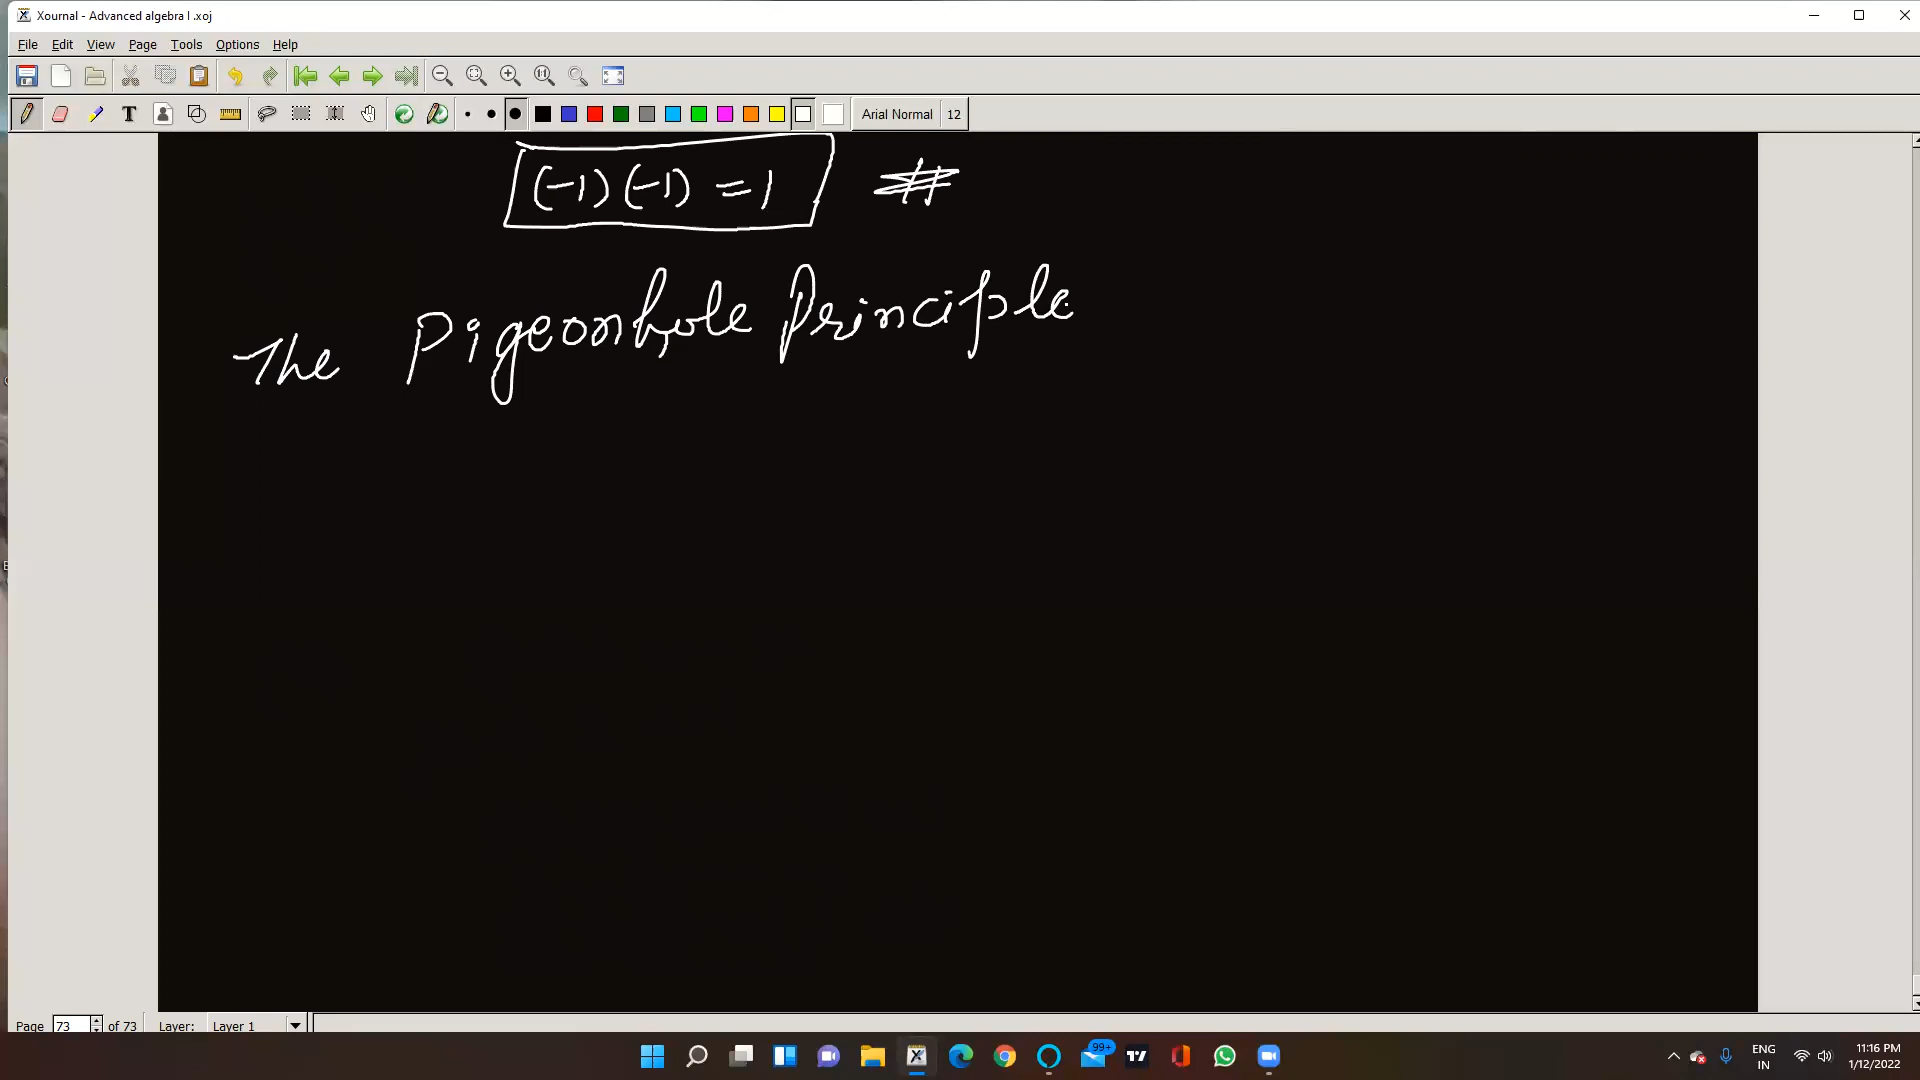 Xournal - Advanced algebra I .xoj
File Edit View Page Tools Options Help
T Arial Normal 12
(-1) (-1) = 1 #
The Pigeonhole Principle
Page 73 of 73 Layer: Layer 1
99+
ENG
IN
11:16 PM
1/12/2022